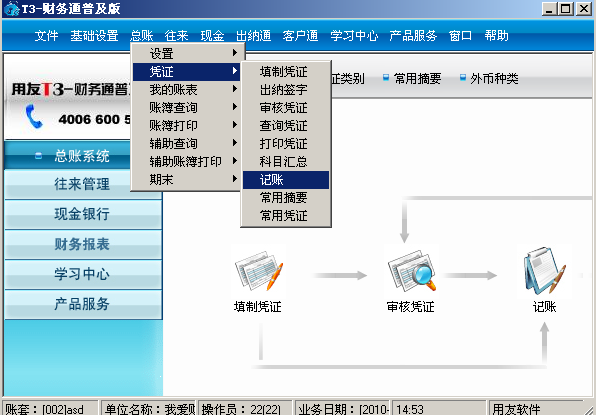 T3-财务通普及版
文件 基础设置 总账 往来 现金 出纳通 客户通 学习中心 产品服务 窗口 帮助
设置
凭证
我的账表
账簿查询
账簿打印
辅助查询
辅助账簿打印
期末
填制凭证
出纳签字
审核凭证
查询凭证
打印凭证
科目汇总
记账
常用摘要
常用凭证
证类别 常用摘要 外币种类
用友T3-财务通普及
4006 600 5
总账系统
往来管理
现金银行
财务报表
学习中心
产品服务
填制凭证
审核凭证
记账
账套: [002]asd 单位名称: 我爱财 操作员: 22(22) 业务日期: [2010- 14:53 用友软件